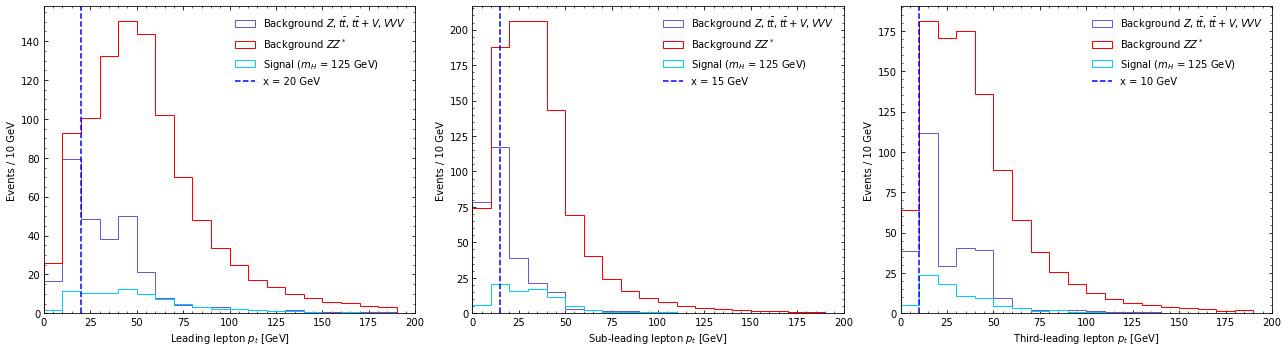 Background Z, tt̄, tt̄ + V, VVV
Background ZZ*
Signal (m_H = 125 GeV)
x = 20 GeV
Events / 10 GeV
140
120
100
80
60
40
20
0
0 25 50 75 100 125 150 175 200
Leading lepton p_t [GeV]
Background Z, tt̄, tt̄ + V, VVV
Background ZZ*
Signal (m_H = 125 GeV)
x = 15 GeV
Events / 10 GeV
200
175
150
125
100
75
50
25
0
0 25 50 75 100 125 150 175 200
Sub-leading lepton p_t [GeV]
Background Z, tt̄, tt̄ + V, VVV
Background ZZ*
Signal (m_H = 125 GeV)
x = 10 GeV
Events / 10 GeV
175
150
125
100
75
50
25
0
0 25 50 75 100 125 150 175 200
Third-leading lepton p_t [GeV]